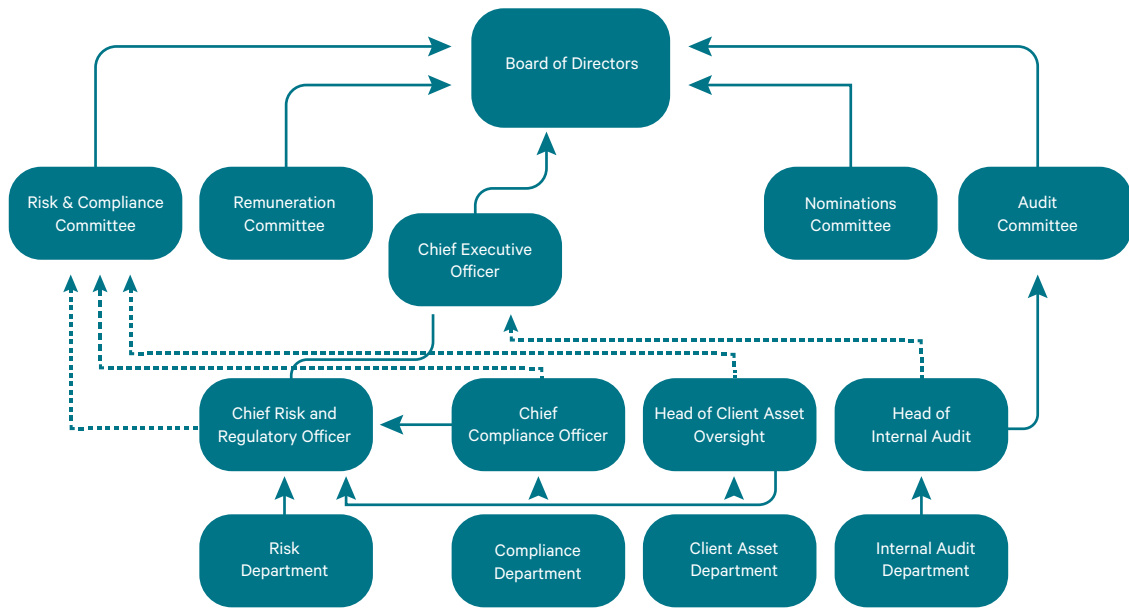 Board of Directors
Risk & Compliance
Committee
Remuneration
Committee
Nominations
Committee
Audit
Committee
Chief Executive
Officer
Chief Risk and
Regulatory Officer
Chief
Compliance Officer
Head of Client Asset
Oversight
Head of
Internal Audit
Risk
Department
Compliance
Department
Client Asset
Department
Internal Audit
Department